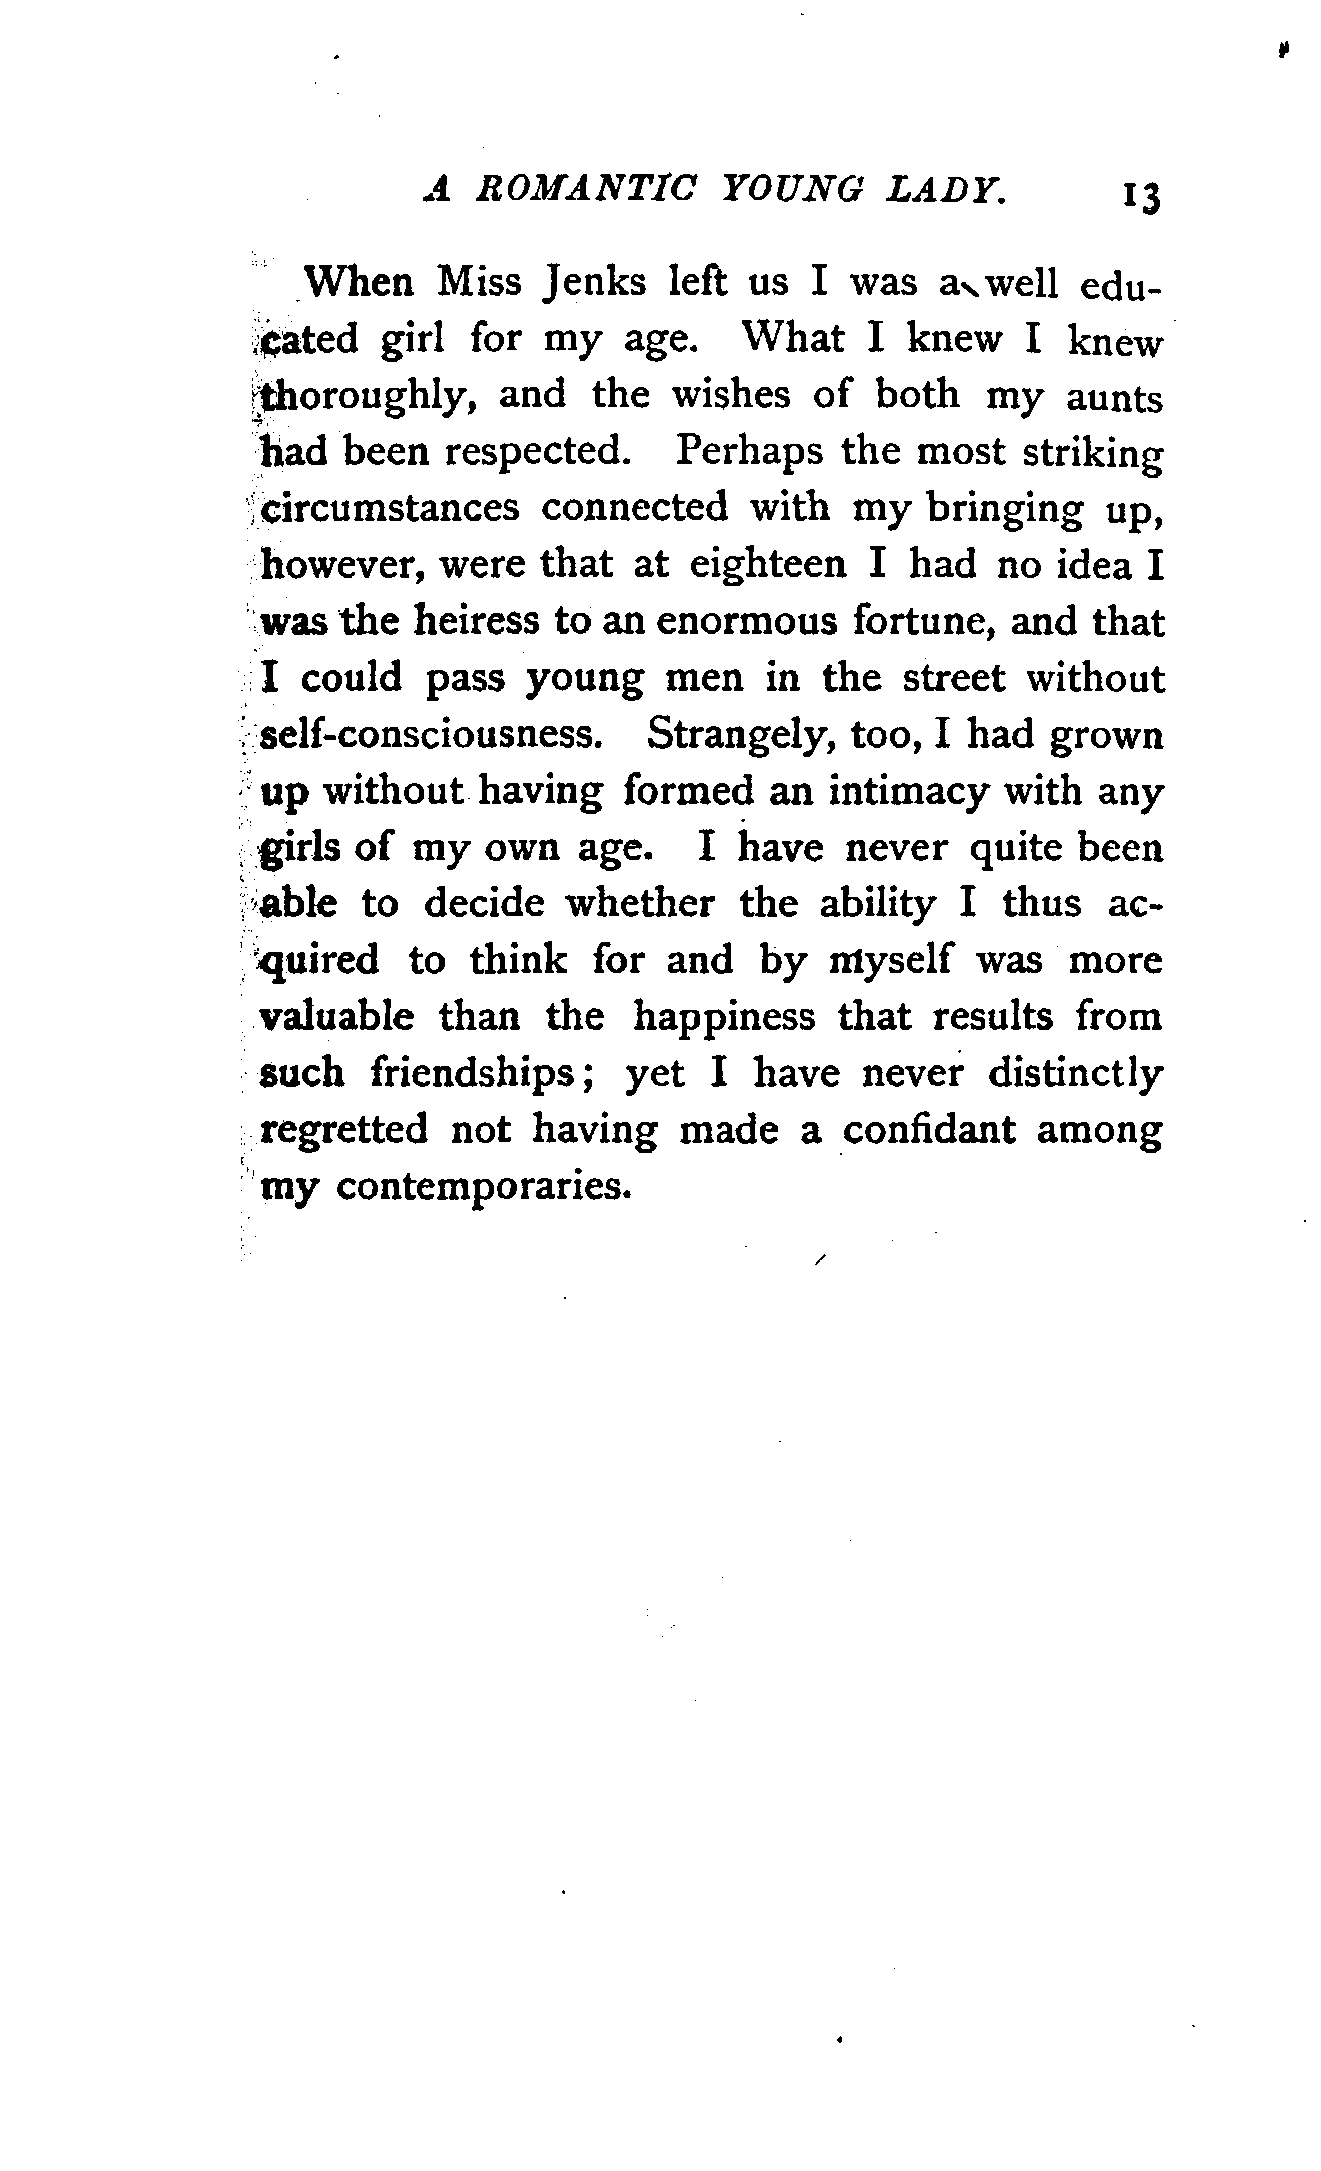 A ROMANTIC YOUNG LADY. 13
When Miss Jenks left us I was a well edu-
cated girl for my age. What I knew I knew
thoroughly, and the wishes of both my aunts
had been respected. Perhaps the most striking
circumstances connected with my bringing up,
however, were that at eighteen I had no idea I
was the heiress to an enormous fortune, and that
I could pass young men in the street without
self-consciousness. Strangely, too, I had grown
up without having formed an intimacy with any
girls of my own age. I have never quite been
able to decide whether the ability I thus ac-
quired to think for and by myself was more
valuable than the happiness that results from
such friendships; yet I have never distinctly
regretted not having made a confidant among
my contemporaries.